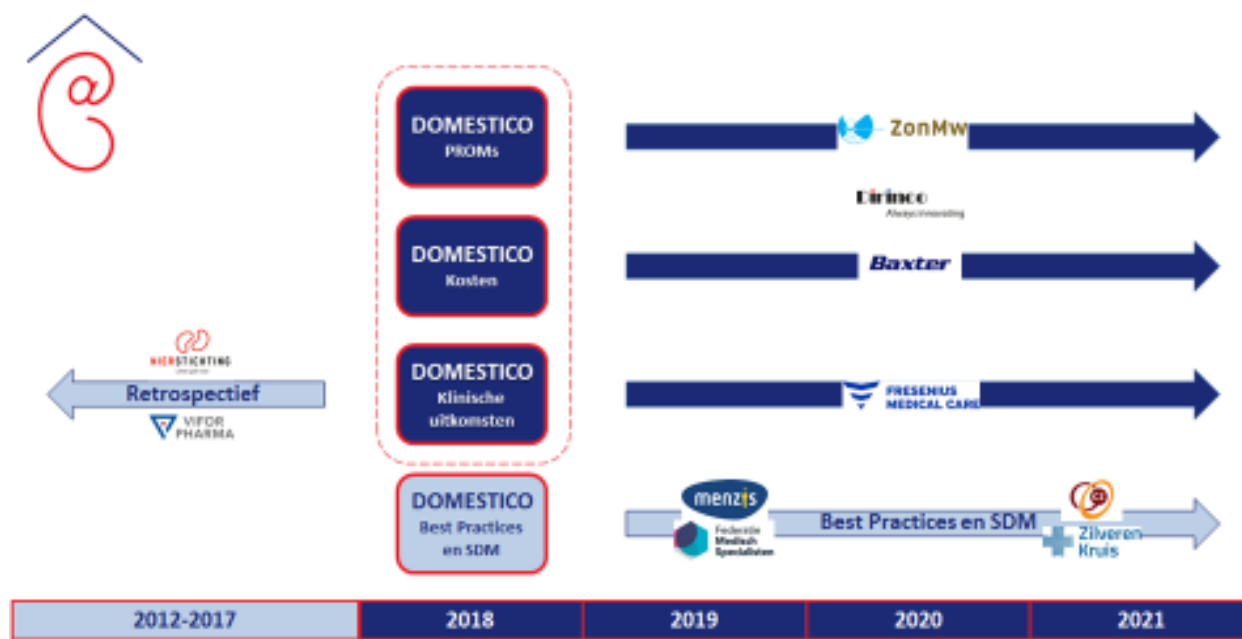 @
DOMESTICO
PROMs
ZonMw
Dirinco
Always innovating
DOMESTICO
Kosten
Baxter
NIERSTICHTING
Retrospectief
VIFOR
PHARMA
DOMESTICO
Klinische
uitkomsten
FRESENIUS
MEDICAL CARE
DOMESTICO
Best Practices
en SDM
menzis
Federatie
Medisch
Specialisten
Best Practices en SDM
Zilveren
Kruis
2012-2017
2018
2019
2020
2021